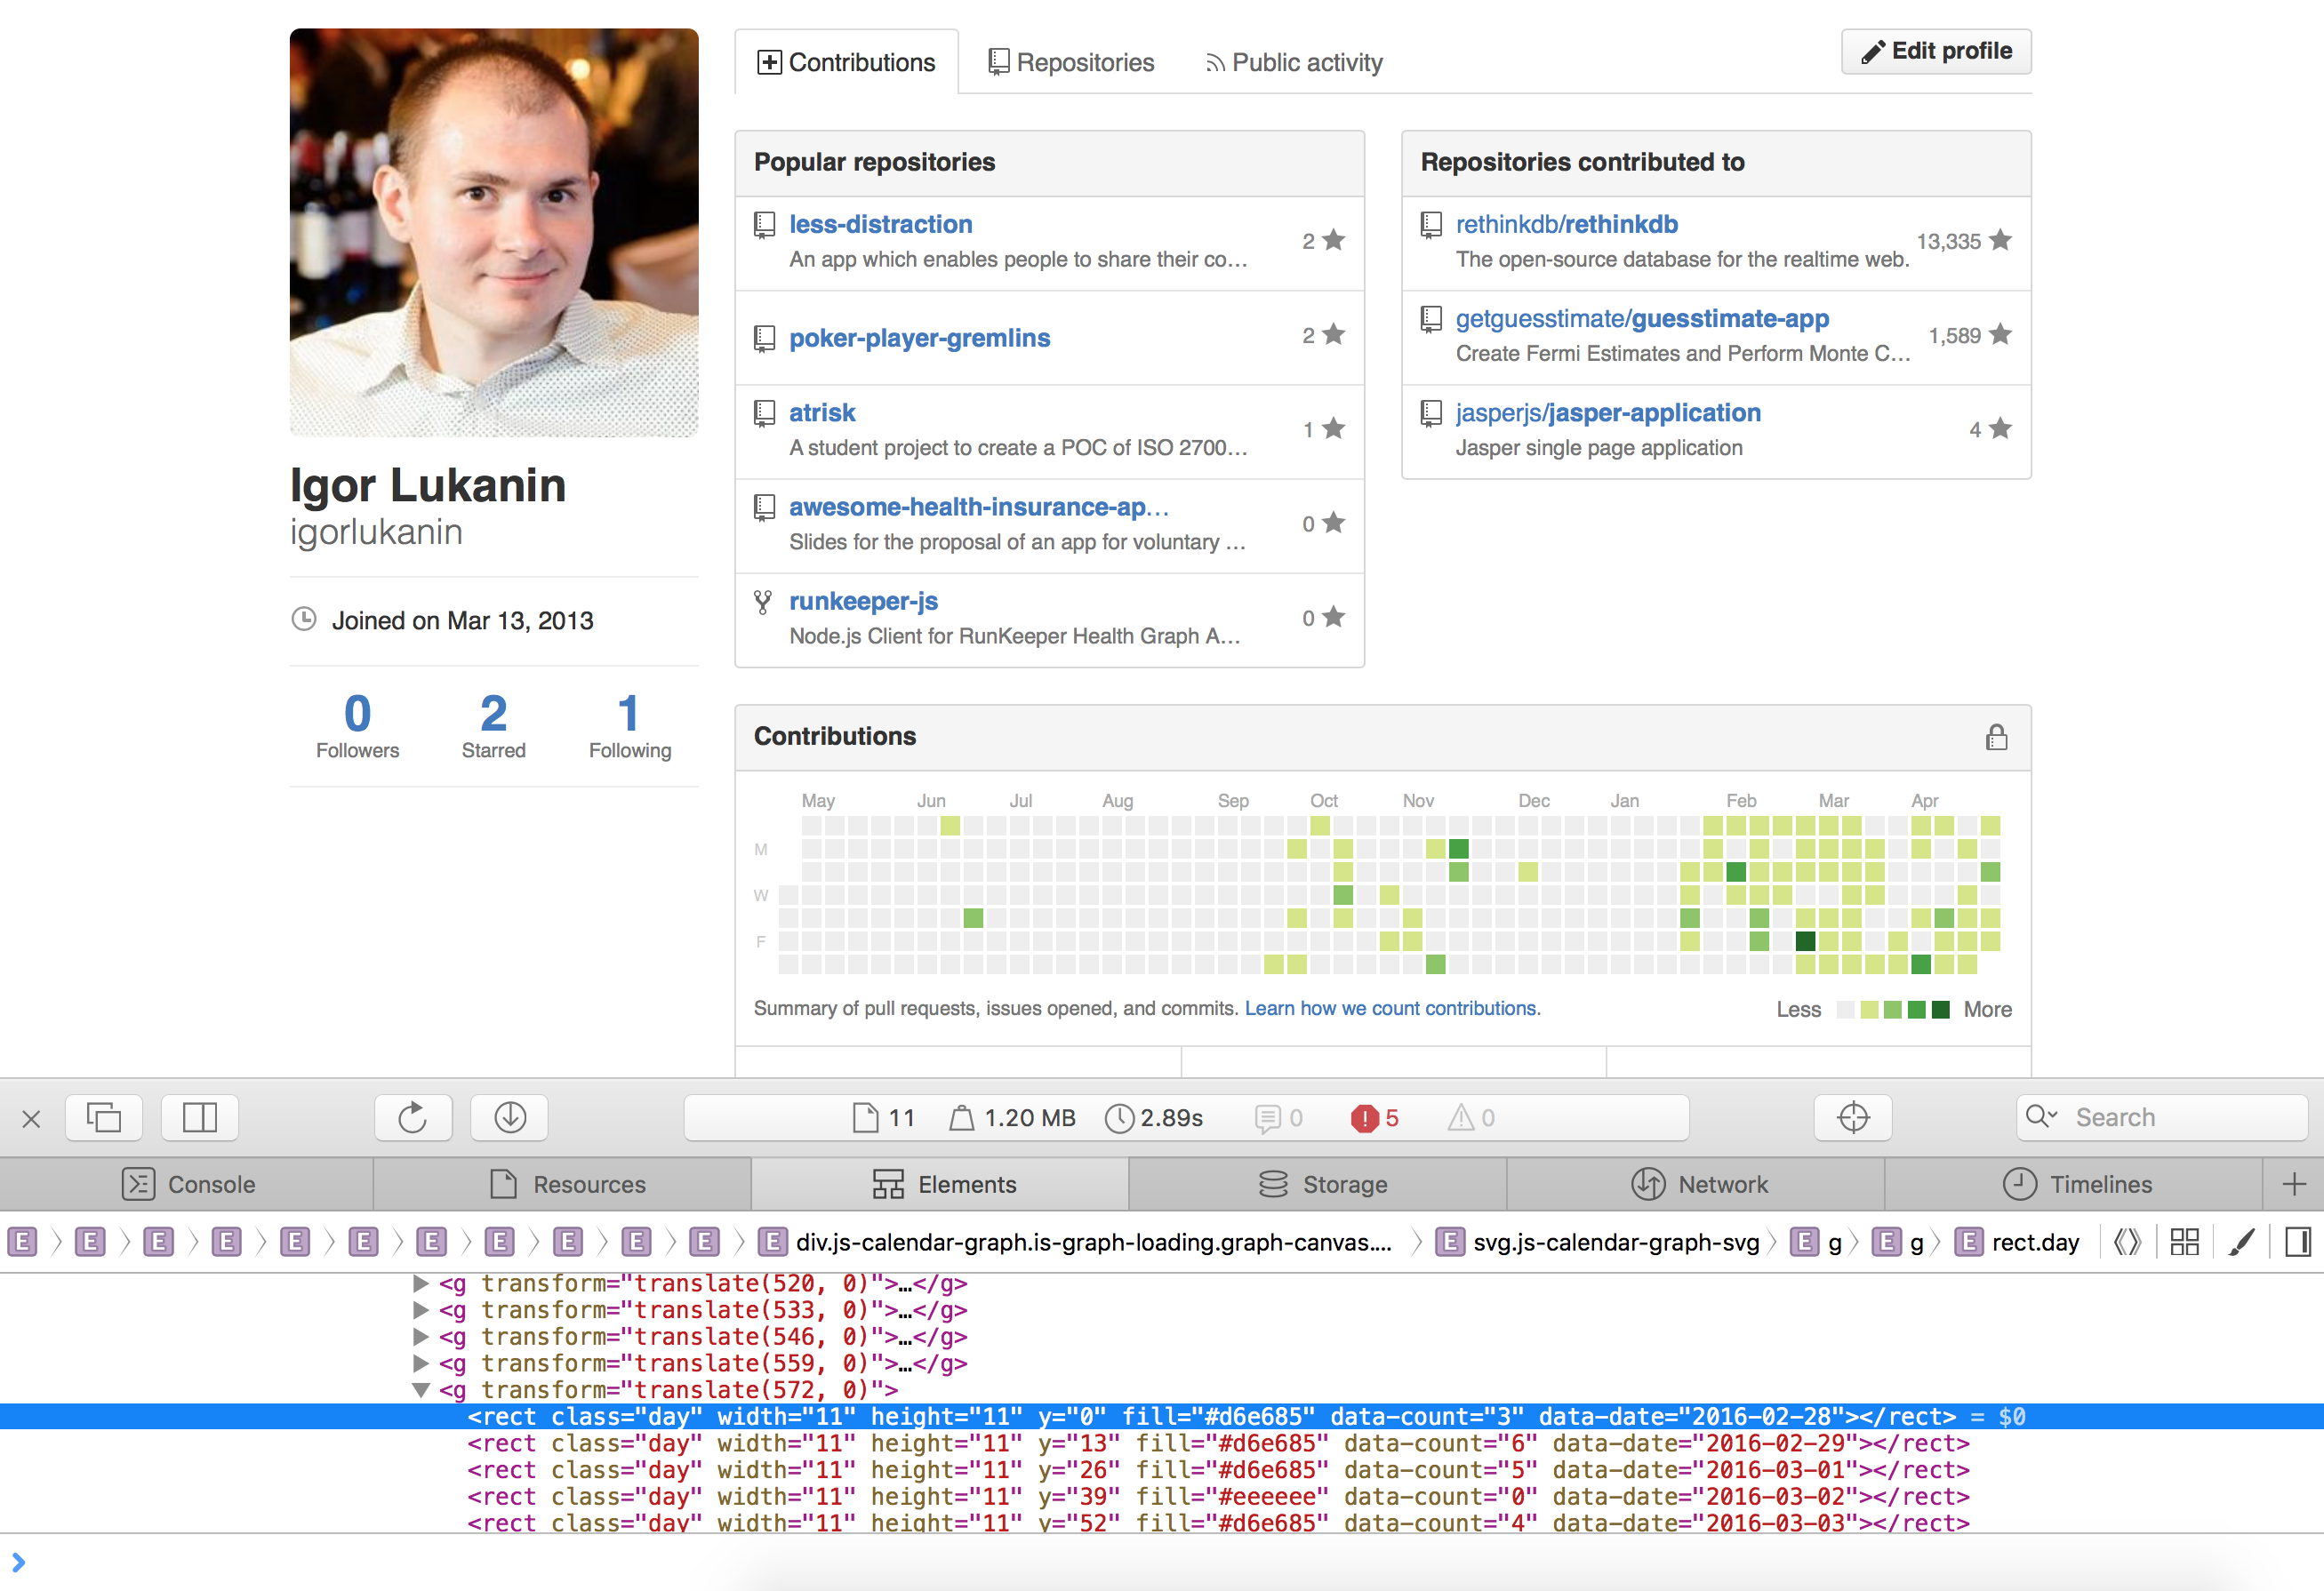 Contributions
Repositories
Public activity
Edit profile
Popular repositories
less-distraction
2
An app which enables people to share their co…
poker-player-gremlins
2
atrisk
1
A student project to create a POC of ISO 2700…
awesome-health-insurance-ap…
0
Slides for the proposal of an app for voluntary …
runkeeper-js
0
Node.js Client for RunKeeper Health Graph A…
Repositories contributed to
rethinkdb/rethinkdb
13,335
The open-source database for the realtime web.
getguesstimate/guesstimate-app
1,589
Create Fermi Estimates and Perform Monte C…
jasperjs/jasper-application
4
Jasper single page application
Igor Lukanin
igorlukanin
Joined on Mar 13, 2013
0 2 1
Followers Starred Following
Contributions
May Jun Jul Aug Sep Oct Nov Dec Jan Feb Mar Apr
M
W
F
Summary of pull requests, issues opened, and commits. Learn how we count contributions.
Less More
11 1.20 MB 2.89s 0 5 0
Search
Console Resources Elements Storage Network Timelines
E E E E E E E E E E E E div.js-calendar-graph.is-graph-loading.graph-canvas.... E svg.js-calendar-graph-svg E g E g E rect.day
<g transform="translate(520, 0)">…</g>
<g transform="translate(533, 0)">…</g>
<g transform="translate(546, 0)">…</g>
<g transform="translate(559, 0)">…</g>
<g transform="translate(572, 0)">
<rect class="day" width="11" height="11" y="0" fill="#d6e685" data-count="3" data-date="2016-02-28"></rect> = $0
<rect class="day" width="11" height="11" y="13" fill="#d6e685" data-count="6" data-date="2016-02-29"></rect>
<rect class="day" width="11" height="11" y="26" fill="#d6e685" data-count="5" data-date="2016-03-01"></rect>
<rect class="day" width="11" height="11" y="39" fill="#eeeeee" data-count="0" data-date="2016-03-02"></rect>
<rect class="day" width="11" height="11" y="52" fill="#d6e685" data-count="4" data-date="2016-03-03"></rect>